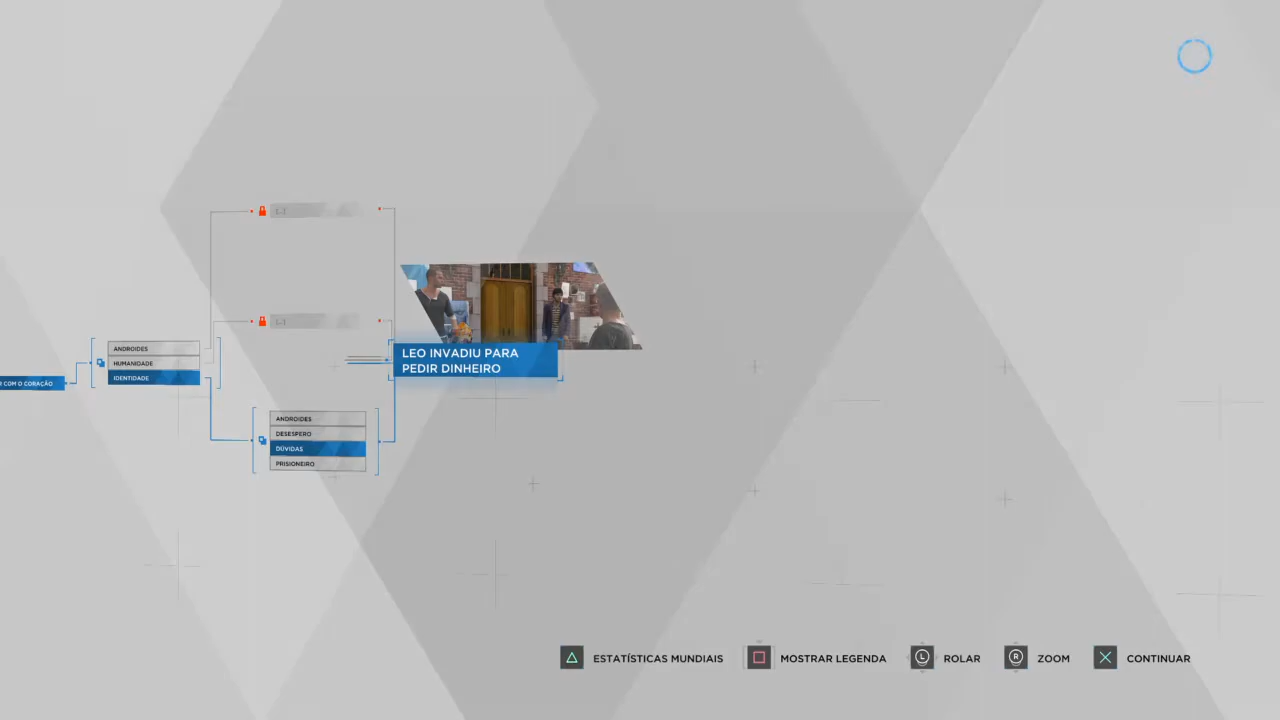 [...]
[...]
ANDROIDES
HUMANIDADE
IDENTIDADE
R COM O CORAÇÃO
LEO INVADIU PARA
PEDIR DINHEIRO
ANDROIDES
DESESPERO
DÚVIDAS
PRISIONEIRO
ESTATÍSTICAS MUNDIAIS
MOSTRAR LEGENDA
L
ROLAR
R
ZOOM
CONTINUAR